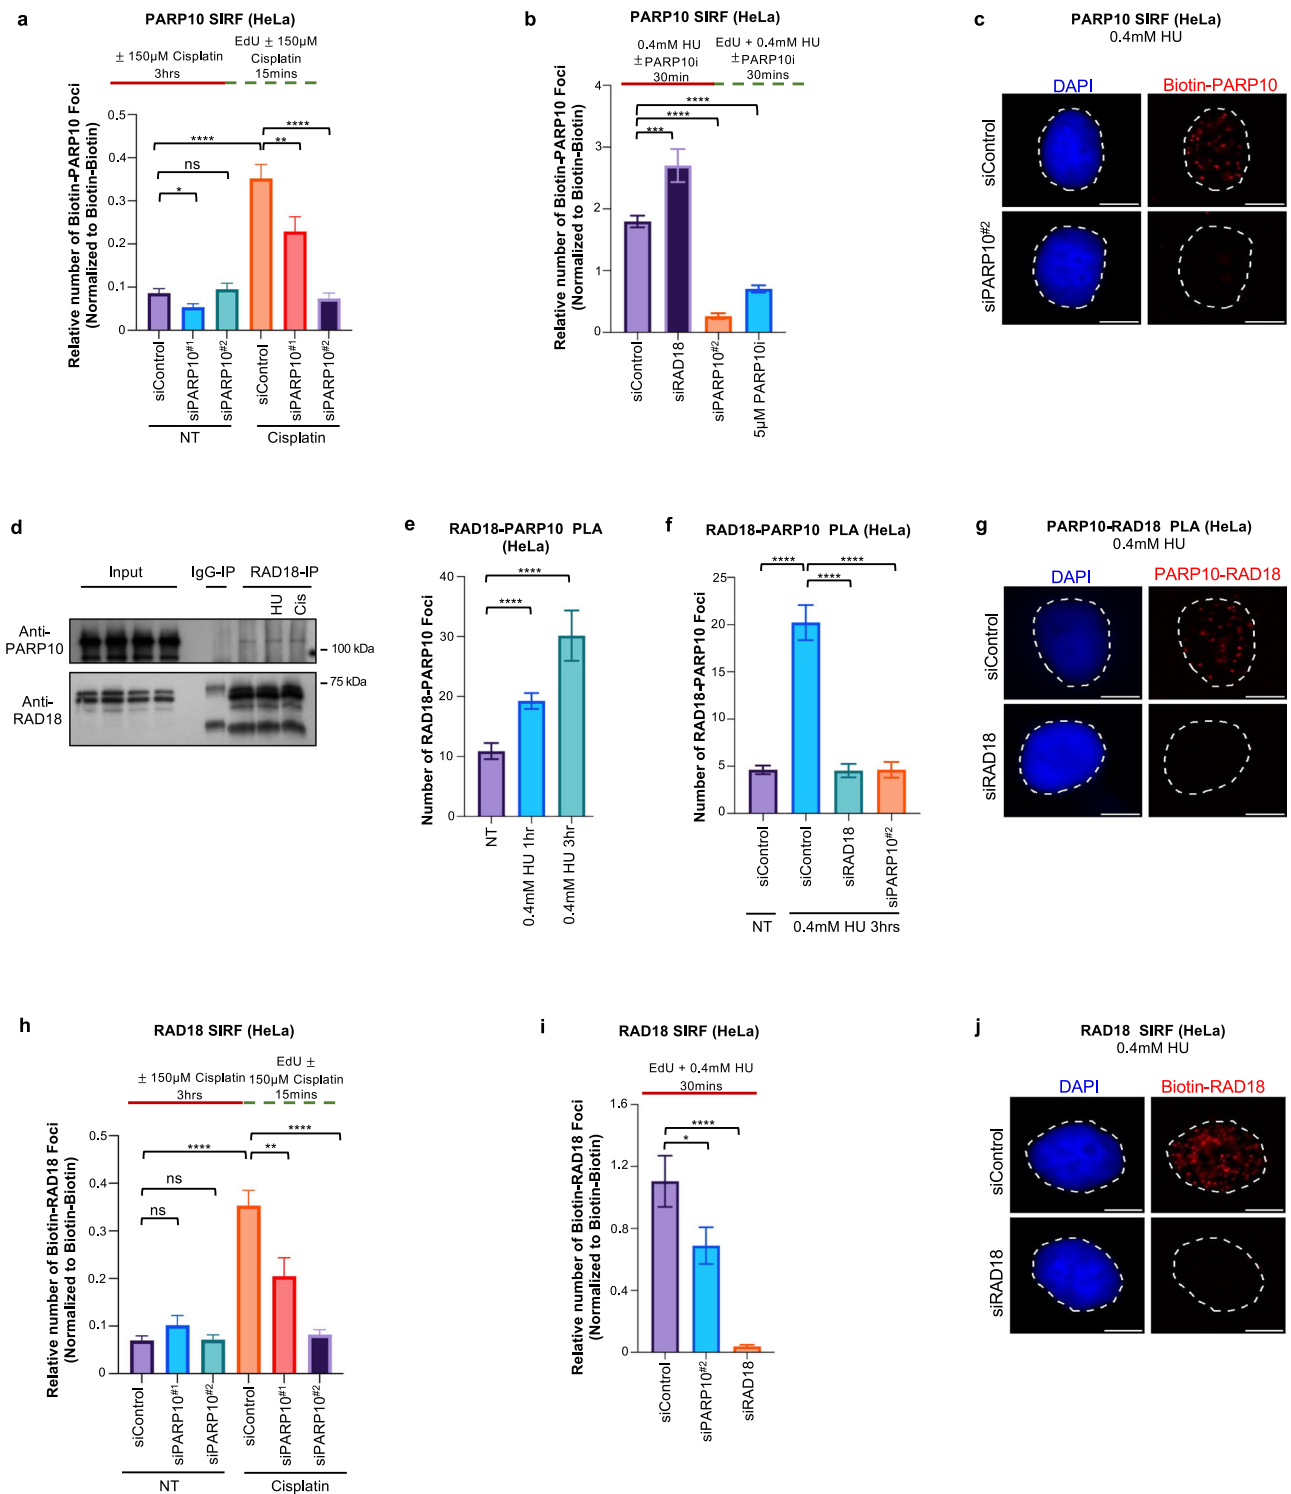 a
PARP10 SIRF (HeLa)
± 150µM Cisplatin
3hrs
EdU ± 150µM
Cisplatin
15mins
Relative number of Biotin-PARP10 Foci
(Normalized to Biotin-Biotin)
0.5
0.4
0.3
0.2
0.1
0
****
ns
*
****
**
siControl
siPARP10#1
siPARP10#2
siControl
siPARP10#1
siPARP10#2
NT
Cisplatin
b
PARP10 SIRF (HeLa)
0.4mM HU
±PARP10i
30min
EdU + 0.4mM HU
±PARP10i
30mins
Relative number of Biotin-PARP10 Foci
(Normalized to Biotin-Biotin)
4
3
2
1
0
****
****
***
siControl
siRAD18
siPARP10#2
5µM PARP10i
c
PARP10 SIRF (HeLa)
0.4mM HU
DAPI
Biotin-PARP10
siControl
siPARP10#2
d
Input
IgG-IP
RAD18-IP
HU
Cis
Anti-
PARP10
100 kDa
75 kDa
Anti-
RAD18
e
RAD18-PARP10 PLA
(HeLa)
Number of RAD18-PARP10 Foci
40
30
20
10
0
****
****
NT
0.4mM HU 1hr
0.4mM HU 3hr
f
RAD18-PARP10 PLA (HeLa)
Number of RAD18-PARP10 Foci
25
20
15
10
5
0
****
****
****
siControl
siControl
siRAD18
siPARP10#2
NT
0.4mM HU 3hrs
g
PARP10-RAD18 PLA (HeLa)
0.4mM HU
DAPI
PARP10-RAD18
siControl
siRAD18
h
RAD18 SIRF (HeLa)
± 150µM Cisplatin
3hrs
EdU ±
150µM Cisplatin
15mins
Relative number of Biotin-RAD18 Foci
(Normalized to Biotin-Biotin)
0.5
0.4
0.3
0.2
0.1
0
****
ns
ns
****
**
siControl
siPARP10#1
siPARP10#2
siControl
siPARP10#1
siPARP10#2
NT
Cisplatin
i
RAD18 SIRF (HeLa)
EdU + 0.4mM HU
30mins
Relative number of Biotin-RAD18 Foci
(Normalized to Biotin-Biotin)
1.6
1.2
0.8
0.4
0
****
*
siControl
siPARP10#2
siRAD18
j
RAD18 SIRF (HeLa)
0.4mM HU
DAPI
Biotin-RAD18
siControl
siRAD18